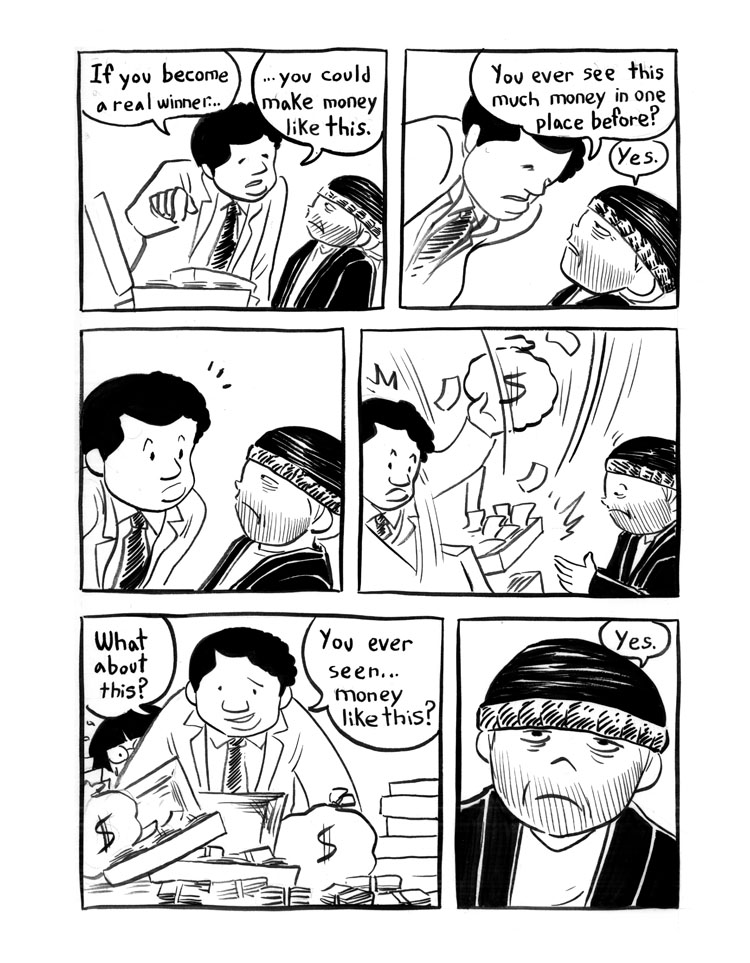 If you become
a real winner...
...you could
make money
like this.
You ever see this
much money in one
place before?
Yes.
$
What
about
this?
You ever
seen...
money
like this?
$
$
Yes.